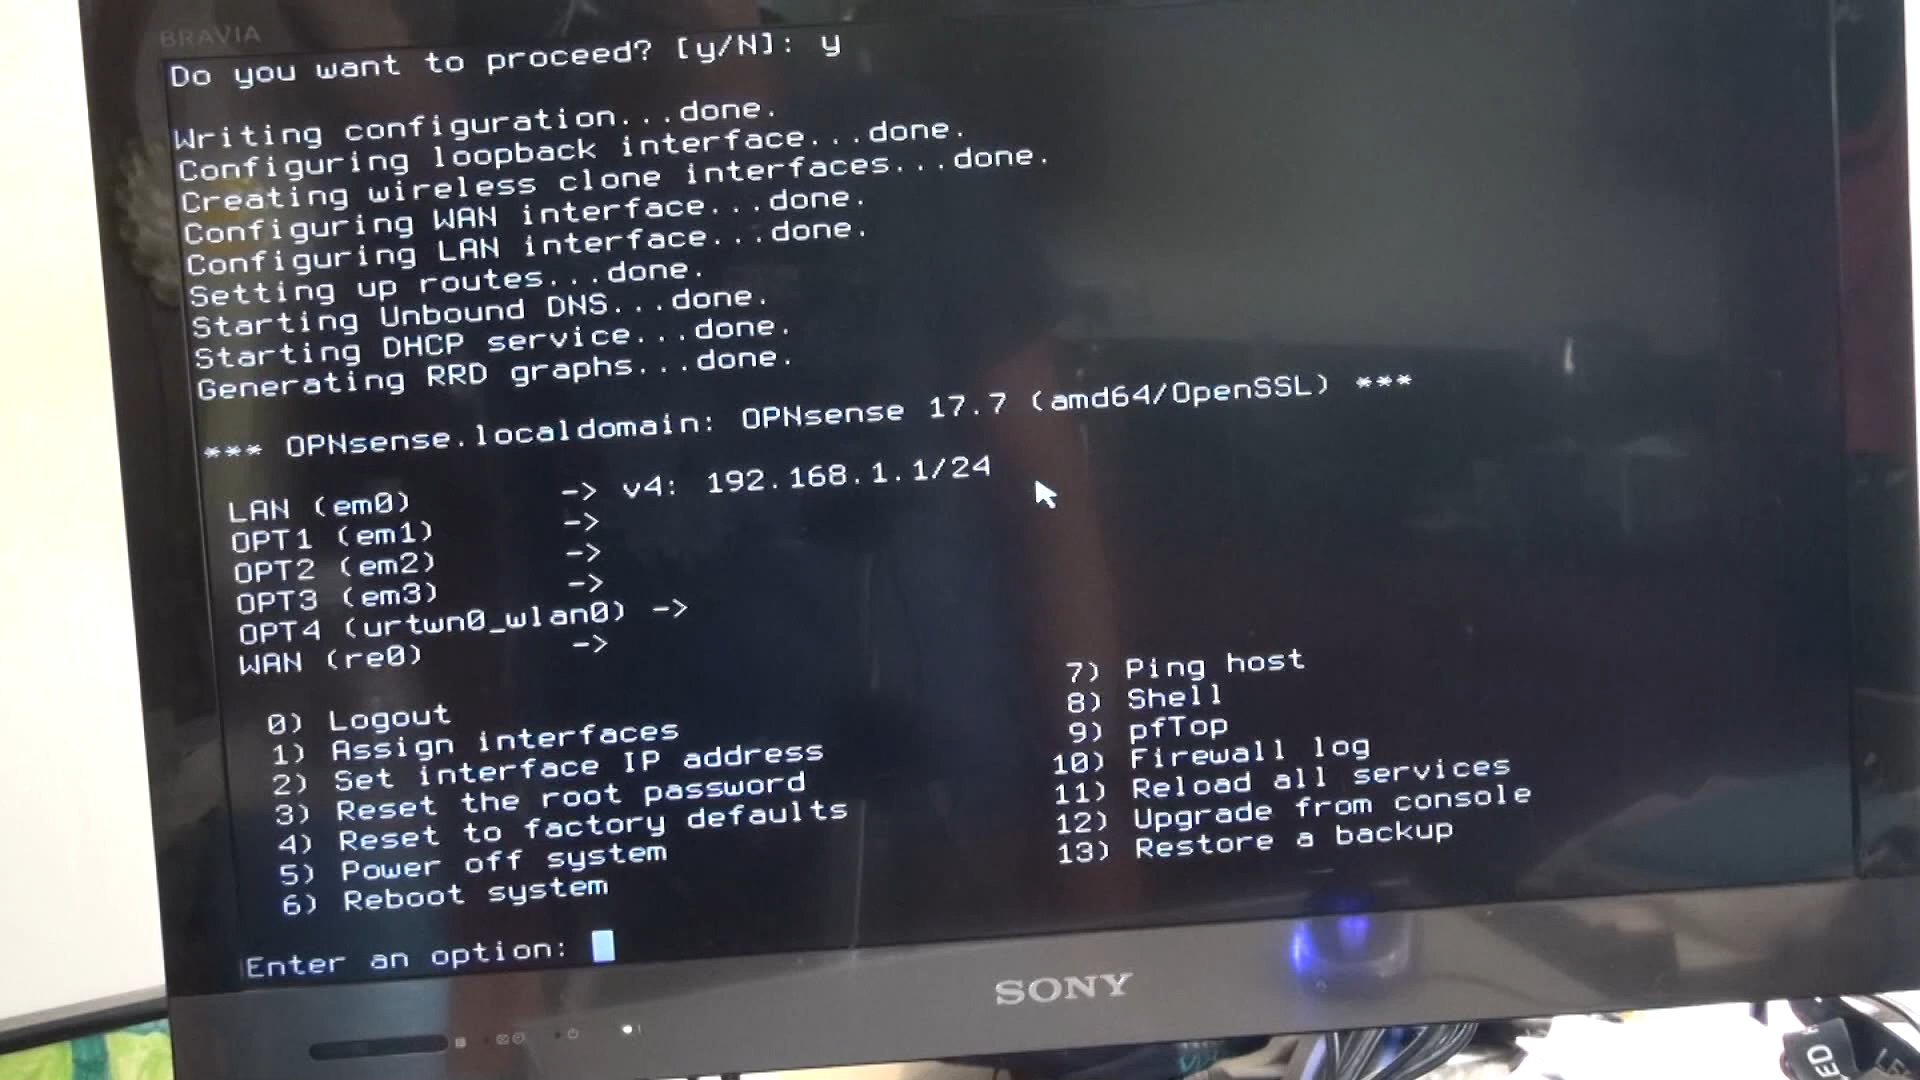 BRAVIA
Do you want to proceed? [y/N]: y
Writing configuration...done.
Configuring loopback interface...done.
Creating wireless clone interfaces...done.
Configuring WAN interface...done.
Configuring LAN interface...done.
Setting up routes...done.
Starting Unbound DNS...done.
Starting DHCP service...done.
Generating RRD graphs...done.
*** OPNsense.localdomain: OPNsense 17.7 (amd64/OpenSSL) ***
LAN (em0) -> v4: 192.168.1.1/24
OPT1 (em1) ->
OPT2 (em2) ->
OPT3 (em3) ->
OPT4 (urtwn0_wlan0) ->
WAN (re0) ->
0) Logout
1) Assign interfaces
2) Set interface IP address
3) Reset the root password
4) Reset to factory defaults
5) Power off system
6) Reboot system
7) Ping host
8) Shell
9) pfTop
10) Firewall log
11) Reload all services
12) Upgrade from console
13) Restore a backup
Enter an option:
SONY